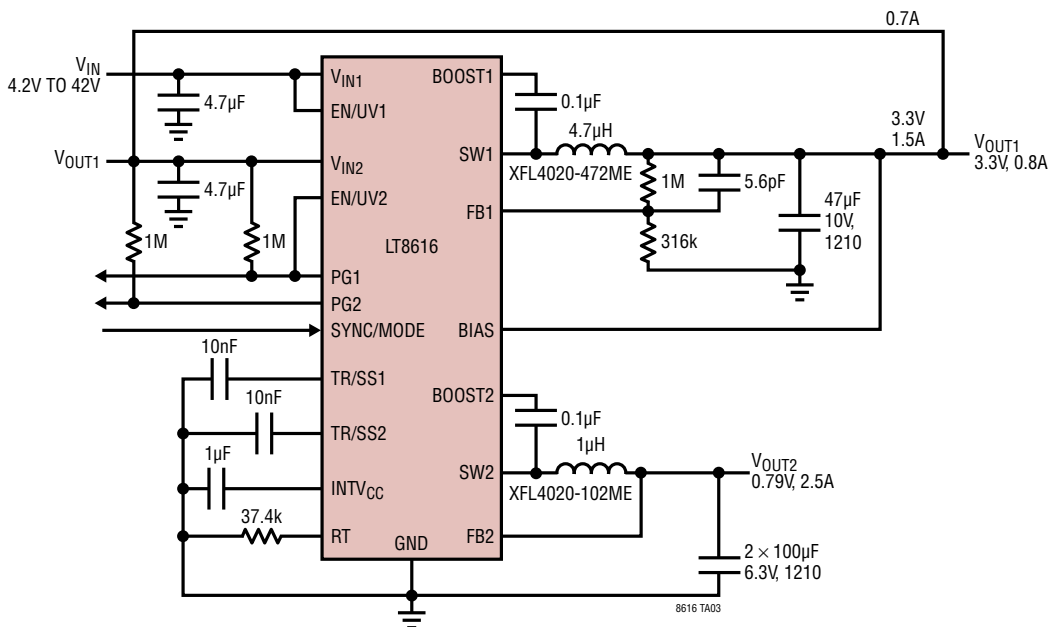 0.7A
VIN
4.2V TO 42V
4.7µF
VOUT1
4.7µF
1M
1M
10nF
10nF
1µF
37.4k
VIN1
EN/UV1
VIN2
EN/UV2
LT8616
PG1
PG2
SYNC/MODE
TR/SS1
TR/SS2
INTVCC
RT
GND
BOOST1
SW1
FB1
BIAS
BOOST2
SW2
FB2
0.1µF
4.7µH
XFL4020-472ME
1M
5.6pF
316k
47µF
10V,
1210
3.3V
1.5A
VOUT1
3.3V, 0.8A
0.1µF
1µH
XFL4020-102ME
VOUT2
0.79V, 2.5A
2 × 100µF
6.3V, 1210
8616 TA03